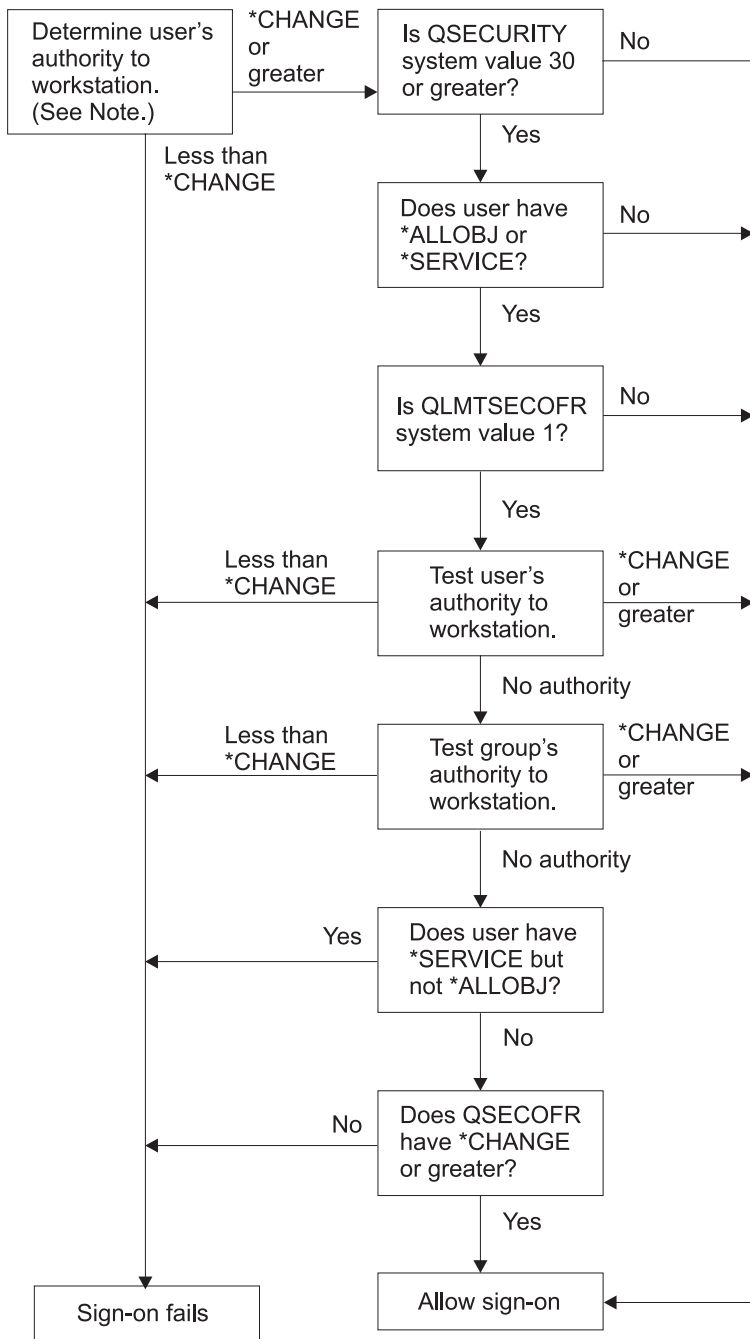 Determine user's
authority to
workstation.
(See Note.)
*CHANGE
or
greater
Is QSECURITY
system value 30
or greater?
No
Less than
*CHANGE
Yes
Does user have
*ALLOBJ or
*SERVICE?
No
Yes
Is QLMTSECOFR
system value 1?
No
Yes
Less than
*CHANGE
Test user's
authority to
workstation.
*CHANGE
or
greater
No authority
Less than
*CHANGE
Test group's
authority to
workstation.
*CHANGE
or
greater
No authority
Yes
Does user have
*SERVICE but
not *ALLOBJ?
No
No
Does QSECOFR
have *CHANGE
or greater?
Yes
Sign-on fails
Allow sign-on